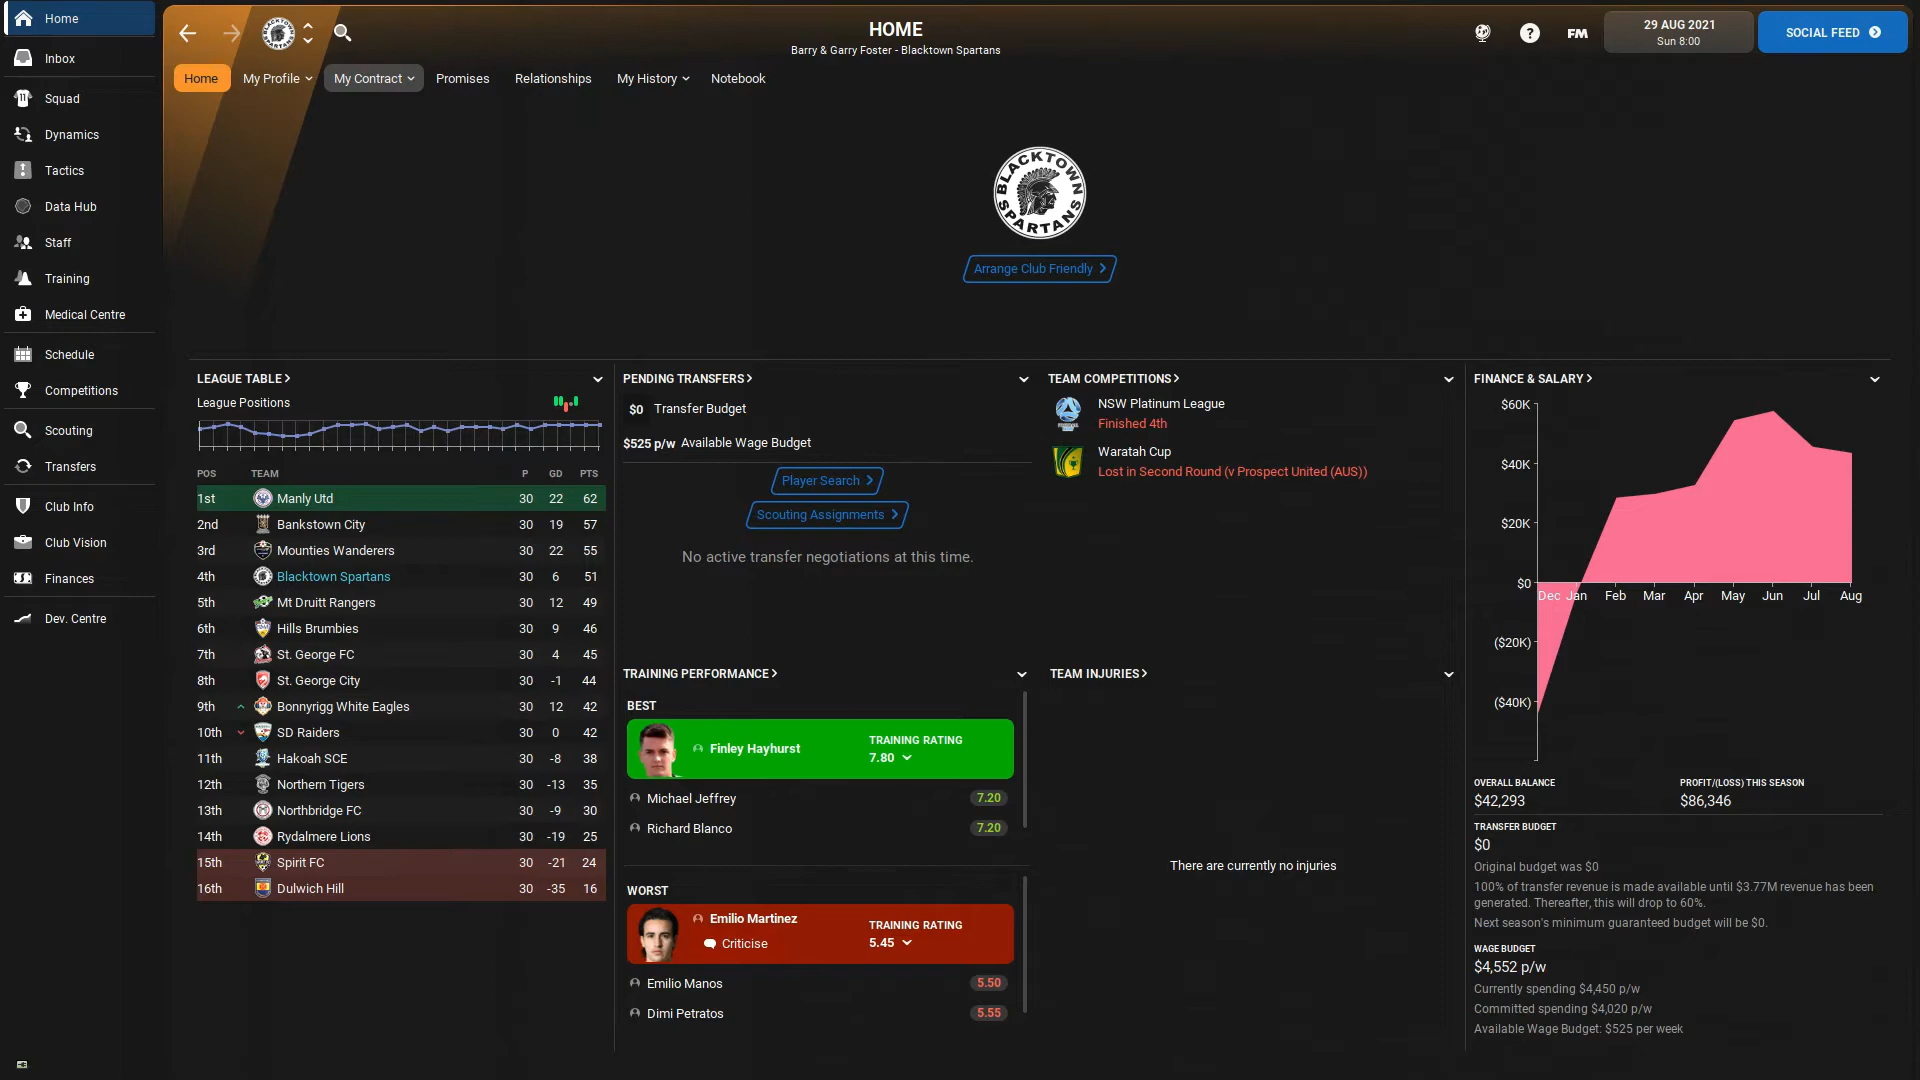 Home
Inbox
Squad
Dynamics
Tactics
Data Hub
Staff
Training
Medical Centre
Schedule
Competitions
Scouting
Transfers
Club Info
Club Vision
Finances
Dev. Centre
HOME
Barry & Garry Foster - Blacktown Spartans
FM
29 AUG 2021
Sun 8:00
SOCIAL FEED
Home
My Profile
My Contract
Promises
Relationships
My History
Notebook
BLACKTOWN SPARTANS
Arrange Club Friendly
LEAGUE TABLE
League Positions
POS TEAM P GD PTS
1st Manly Utd 30 22 62
2nd Bankstown City 30 19 57
3rd Mounties Wanderers 30 22 55
4th Blacktown Spartans 30 6 51
5th Mt Druitt Rangers 30 12 49
6th Hills Brumbies 30 9 46
7th St. George FC 30 4 45
8th St. George City 30 -1 44
9th Bonnyrigg White Eagles 30 12 42
10th SD Raiders 30 0 42
11th Hakoah SCE 30 -8 38
12th Northern Tigers 30 -13 35
13th Northbridge FC 30 -9 30
14th Rydalmere Lions 30 -19 25
15th Spirit FC 30 -21 24
16th Dulwich Hill 30 -35 16
PENDING TRANSFERS
$0 Transfer Budget
$525 p/w Available Wage Budget
Player Search
Scouting Assignments
No active transfer negotiations at this time.
TEAM COMPETITIONS
NSW Platinum League
Finished 4th
Waratah Cup
Lost in Second Round (v Prospect United (AUS))
TRAINING PERFORMANCE
BEST
Finley Hayhurst
TRAINING RATING
7.80
Michael Jeffrey 7.20
Richard Blanco 7.20
WORST
Emilio Martinez
Criticise
TRAINING RATING
5.45
Emilio Manos 5.50
Dimi Petratos 5.55
TEAM INJURIES
There are currently no injuries
FINANCE & SALARY
$60K
$40K
$20K
$0
Dec Jan Feb Mar Apr May Jun Jul Aug
($20K)
($40K)
OVERALL BALANCE
$42,293
PROFIT/(LOSS) THIS SEASON
$86,346
TRANSFER BUDGET
$0
Original budget was $0
100% of transfer revenue is made available until $3.77M revenue has been
generated. Thereafter, this will drop to 60%.
Next season's minimum guaranteed budget will be $0.
WAGE BUDGET
$4,552 p/w
Currently spending $4,450 p/w
Committed spending $4,020 p/w
Available Wage Budget: $525 per week